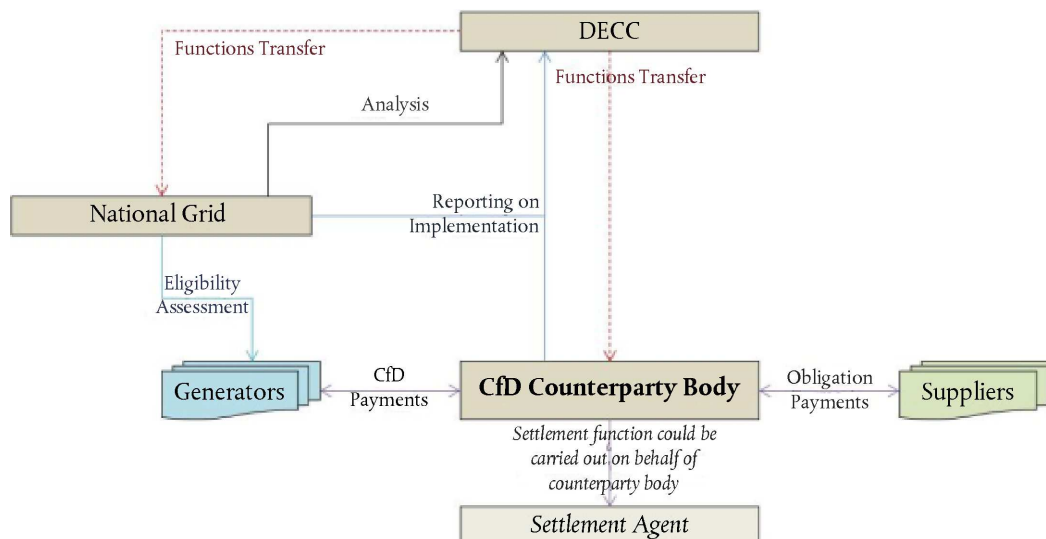 DECC
Functions Transfer
Functions Transfer
Analysis
National Grid
Reporting on
Implementation
Eligibility
Assessment
Generators
CfD
Payments
CfD Counterparty Body
Obligation
Payments
Suppliers
Settlement function could be
carried out on behalf of
counterparty body
Settlement Agent